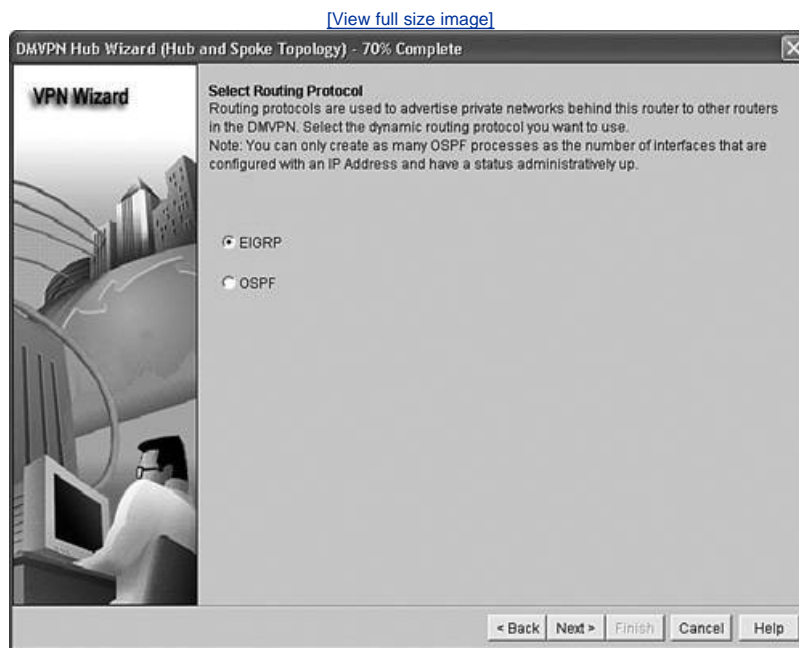 [View full size image]
DMVPN Hub Wizard (Hub and Spoke Topology) - 70% Complete
VPN Wizard
Select Routing Protocol
Routing protocols are used to advertise private networks behind this router to other routers
in the DMVPN. Select the dynamic routing protocol you want to use.
Note: You can only create as many OSPF processes as the number of interfaces that are
configured with an IP Address and have a status administratively up.
EIGRP
OSPF
< Back Next > Finish Cancel Help